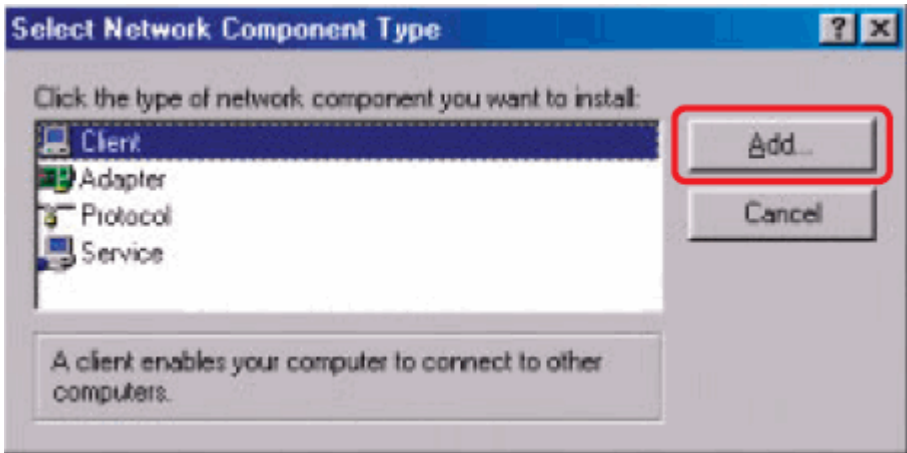 Select Network Component Type
Click the type of network component you want to install:
Client
Add...
Adapter
Protocol
Cancel
Service
A client enables your computer to connect to other
computers.